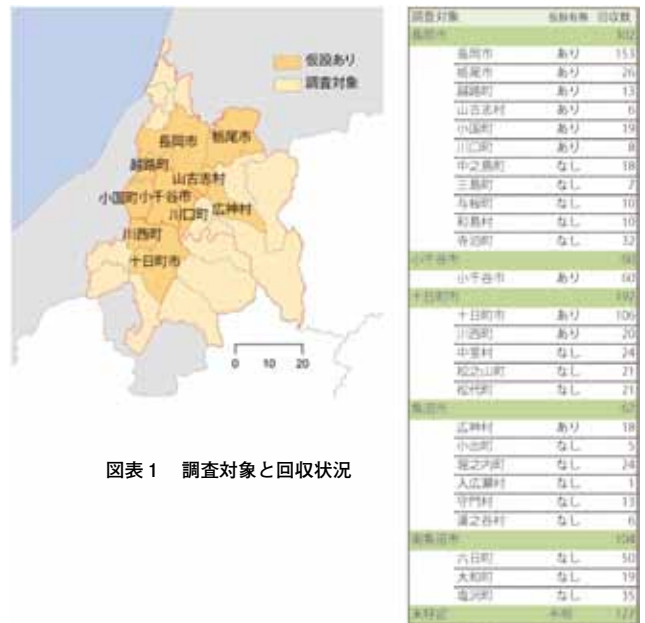 仮設あり
調査対象
長岡市
栃尾市
越路町
山古志村
小国町
小千谷市
川口町
広神村
川西町
十日町市
0 10 20
図表1 調査対象と回収状況
調査対象 仮設有無 回収数
長岡市 302
長岡市 あり 153
栃尾市 あり 26
越路町 あり 13
山古志村 あり 6
小国町 あり 19
川口町 あり 8
中之島町 なし 18
三島町 なし 7
与板町 なし 10
和島村 なし 10
寺泊町 なし 32
小千谷市 60
小千谷市 あり 60
十日町市 192
十日町市 あり 106
川西町 あり 20
中里村 なし 24
松之山町 なし 21
松代町 なし 21
魚沼市 67
広神村 あり 18
小出町 なし 5
堀之内町 なし 24
入広瀬村 なし 1
守門村 なし 13
湯之谷村 なし 6
南魚沼市 104
六日町 なし 50
大和町 なし 19
塩沢町 なし 35
不明 122